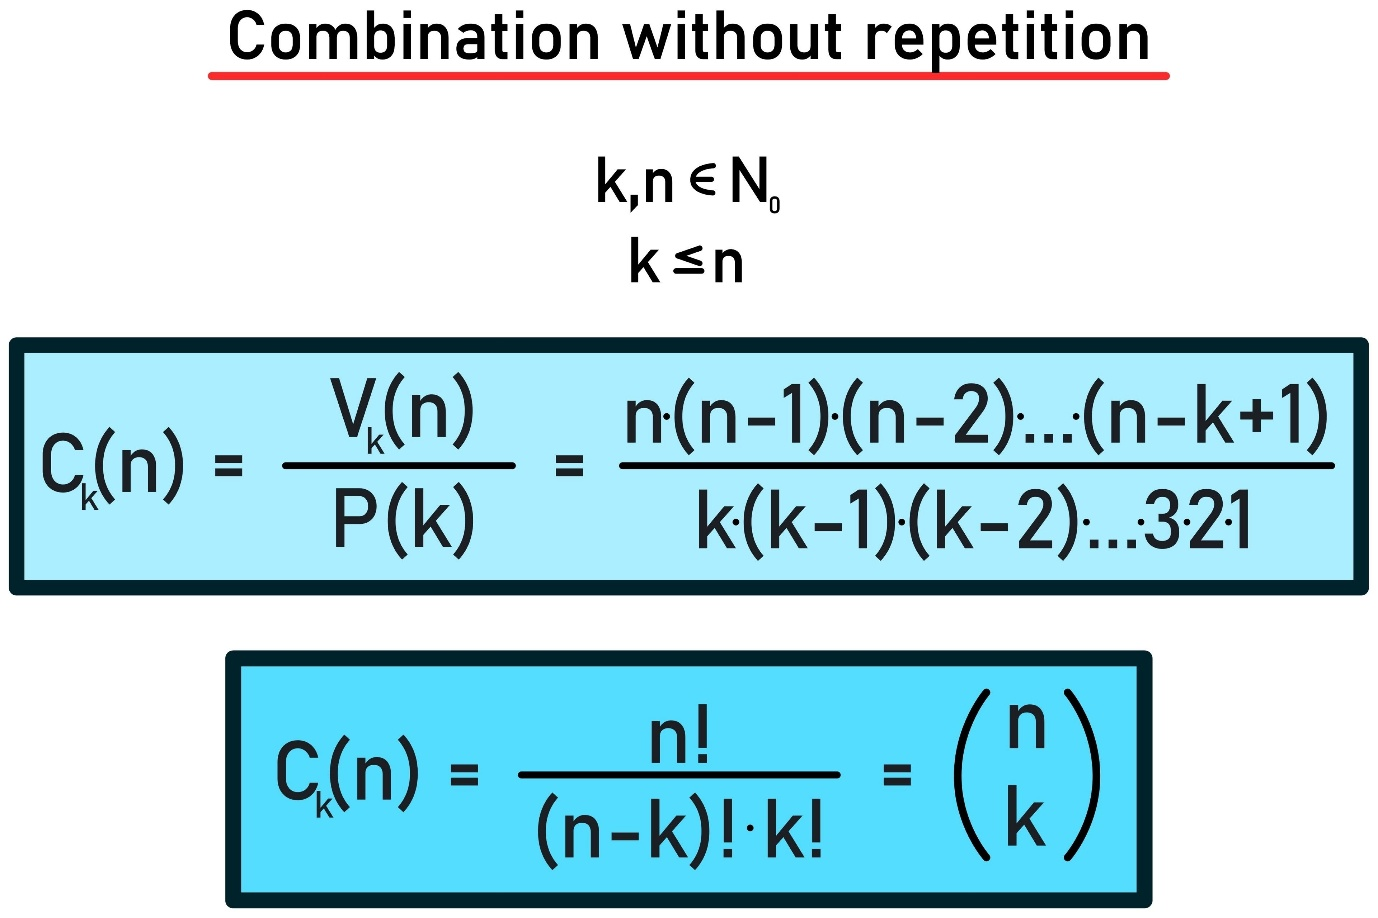 Combination without repetition
k,n ∈ N₀
k ≤ n
Cₖ(n) = Vₖ(n) / P(k) = n·(n-1)·(n-2)·...·(n-k+1) / k·(k-1)·(k-2)·...·3·2·1
Cₖ(n) = n! / (n-k)!·k! = (n k)